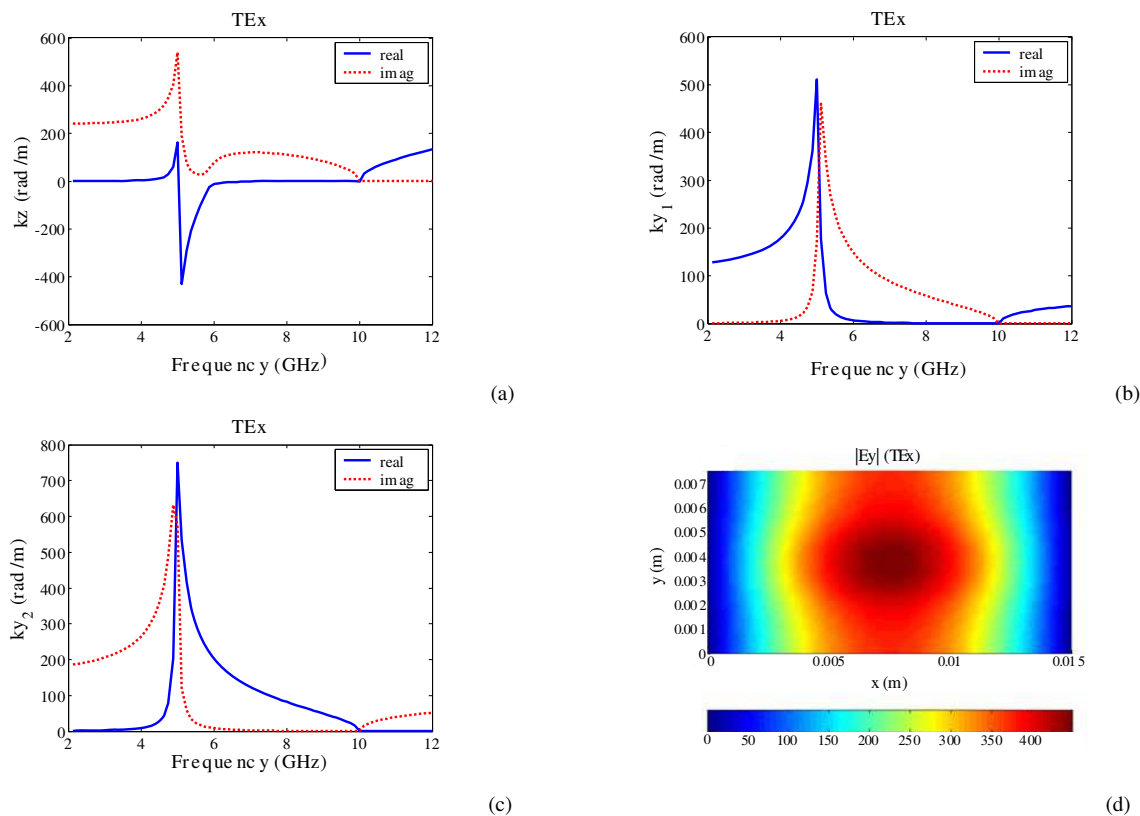 TEx
600
400
200
0
-200
-400
-600
real
imag
kz (rad /m)
2 4 6 8 10 12
Frequency (GHz)
(a)
TEx
600
500
400
300
200
100
0
real
imag
ky1 (rad /m)
2 4 6 8 10 12
Frequency (GHz)
(b)
TEx
800
700
600
500
400
300
200
100
0
real
imag
ky2 (rad /m)
2 4 6 8 10 12
Frequency (GHz)
(c)
|Ey| (TEx)
0.007
0.006
0.005
0.004
0.003
0.002
0.001
0
y (m)
0 0.005 0.01 0.015
x (m)
0 50 100 150 200 250 300 350 400
(d)